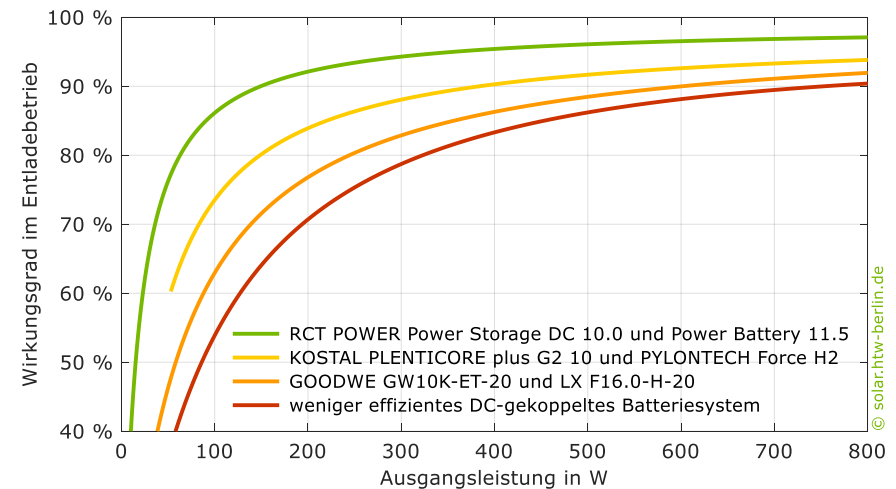 100 %
90 %
80 %
70 %
60 %
50 %
40 %
Wirkungsgrad im Entladebetrieb
RCT POWER Power Storage DC 10.0 und Power Battery 11.5
KOSTAL PLENTICORE plus G2 10 und PYLONTECH Force H2
GOODWE GW10K-ET-20 und LX F16.0-H-20
weniger effizientes DC-gekoppeltes Batteriesystem
0 100 200 300 400 500 600 700 800
Ausgangsleistung in W
© solar.htw-berlin.de